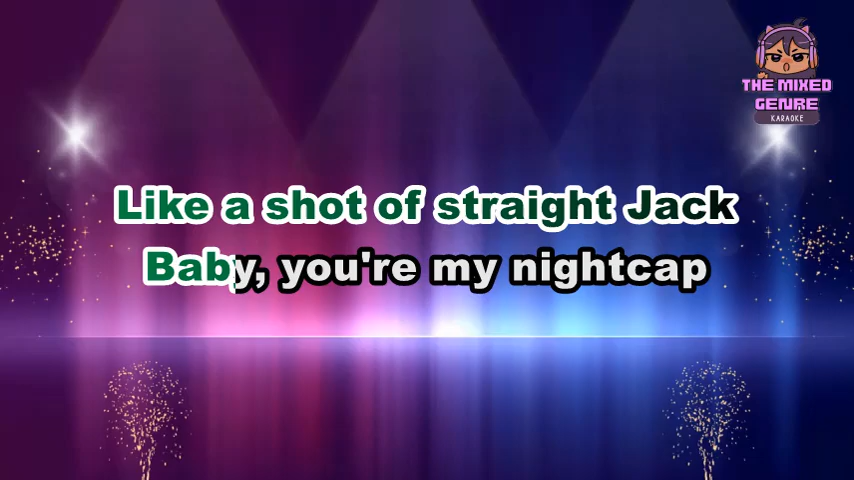 THE MIXED
GENRE
KARAOKE
Like a shot of straight Jack
Baby, you're my nightcap